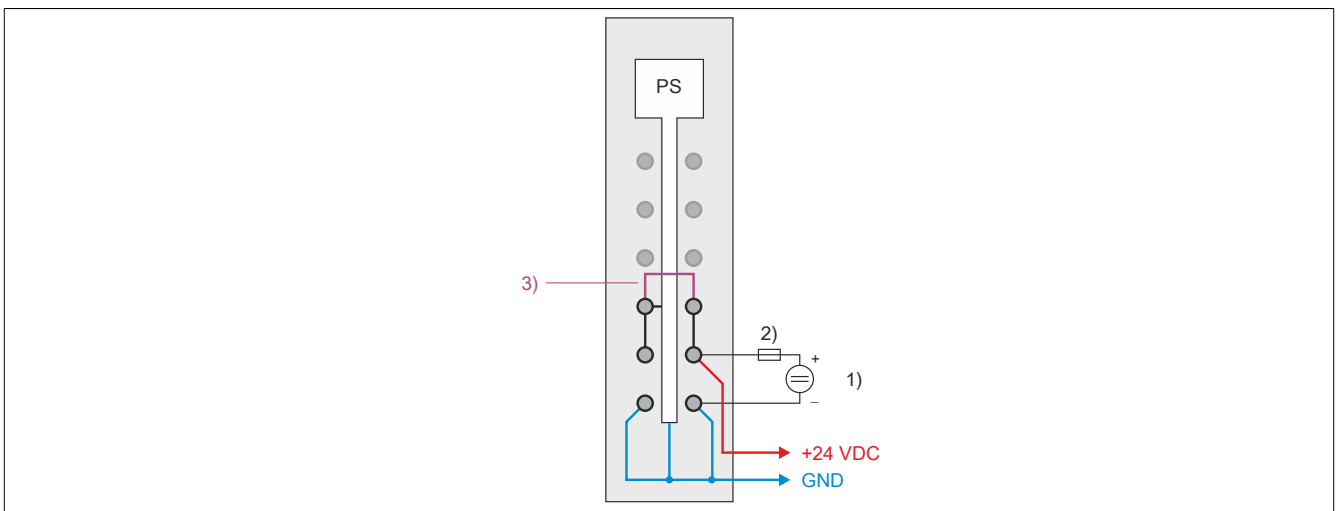 PS
3)
2)
+
1)
–
+24 VDC
GND